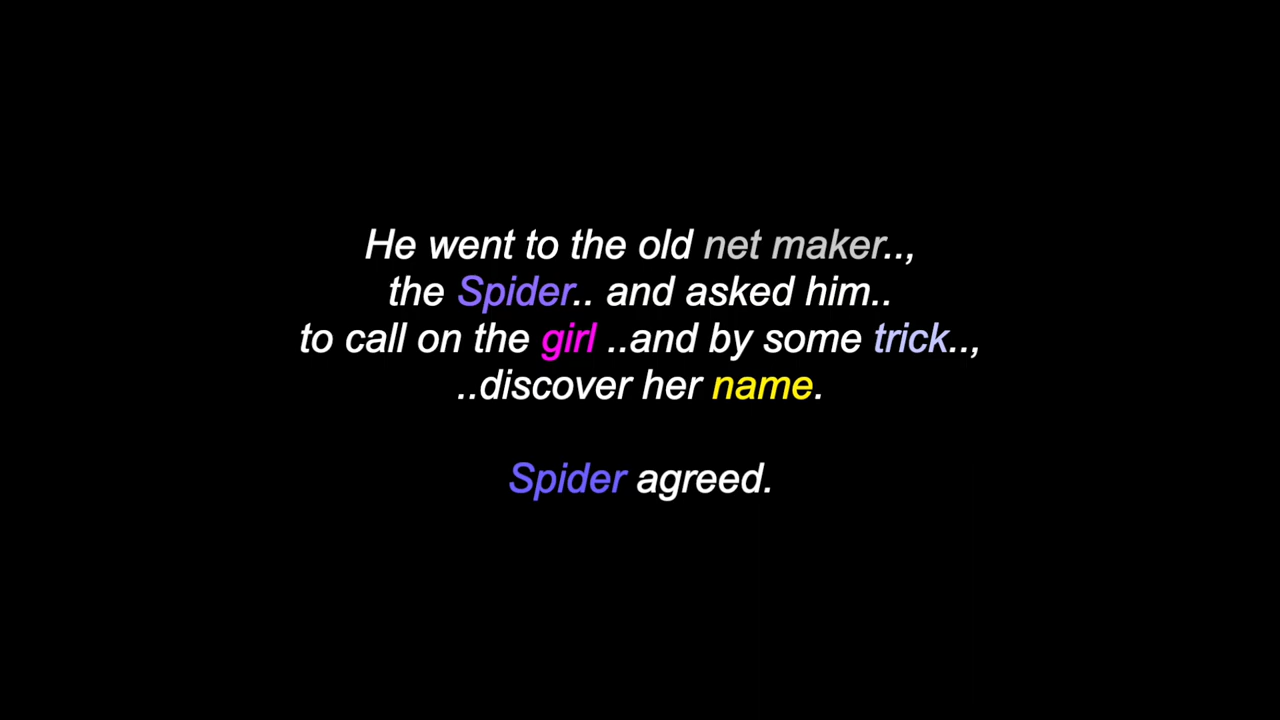 He went to the old net maker..,
the Spider.. and asked him..
to call on the girl ..and by some trick..,
..discover her name.
Spider agreed.